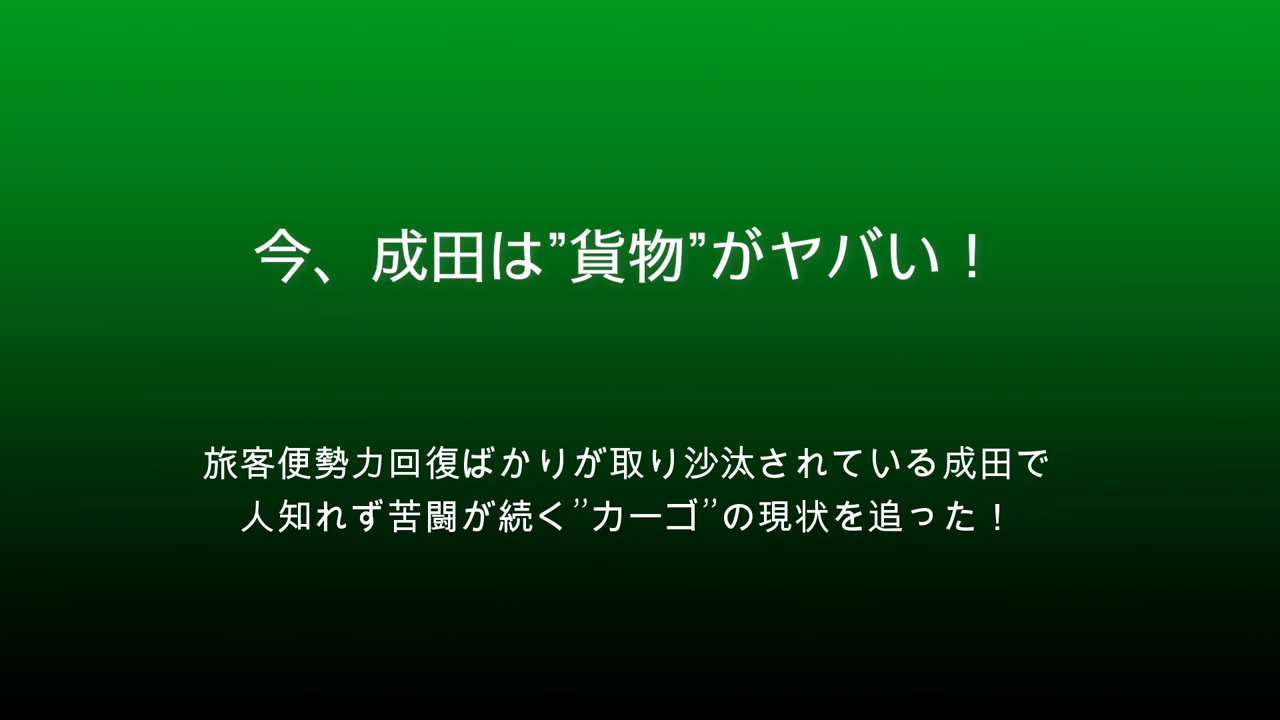 今、成田は”貨物”がヤバい！
旅客便勢力回復ばかりが取り沙汰されている成田で
人知れず苦闘が続く”カーゴ”の現状を追った！